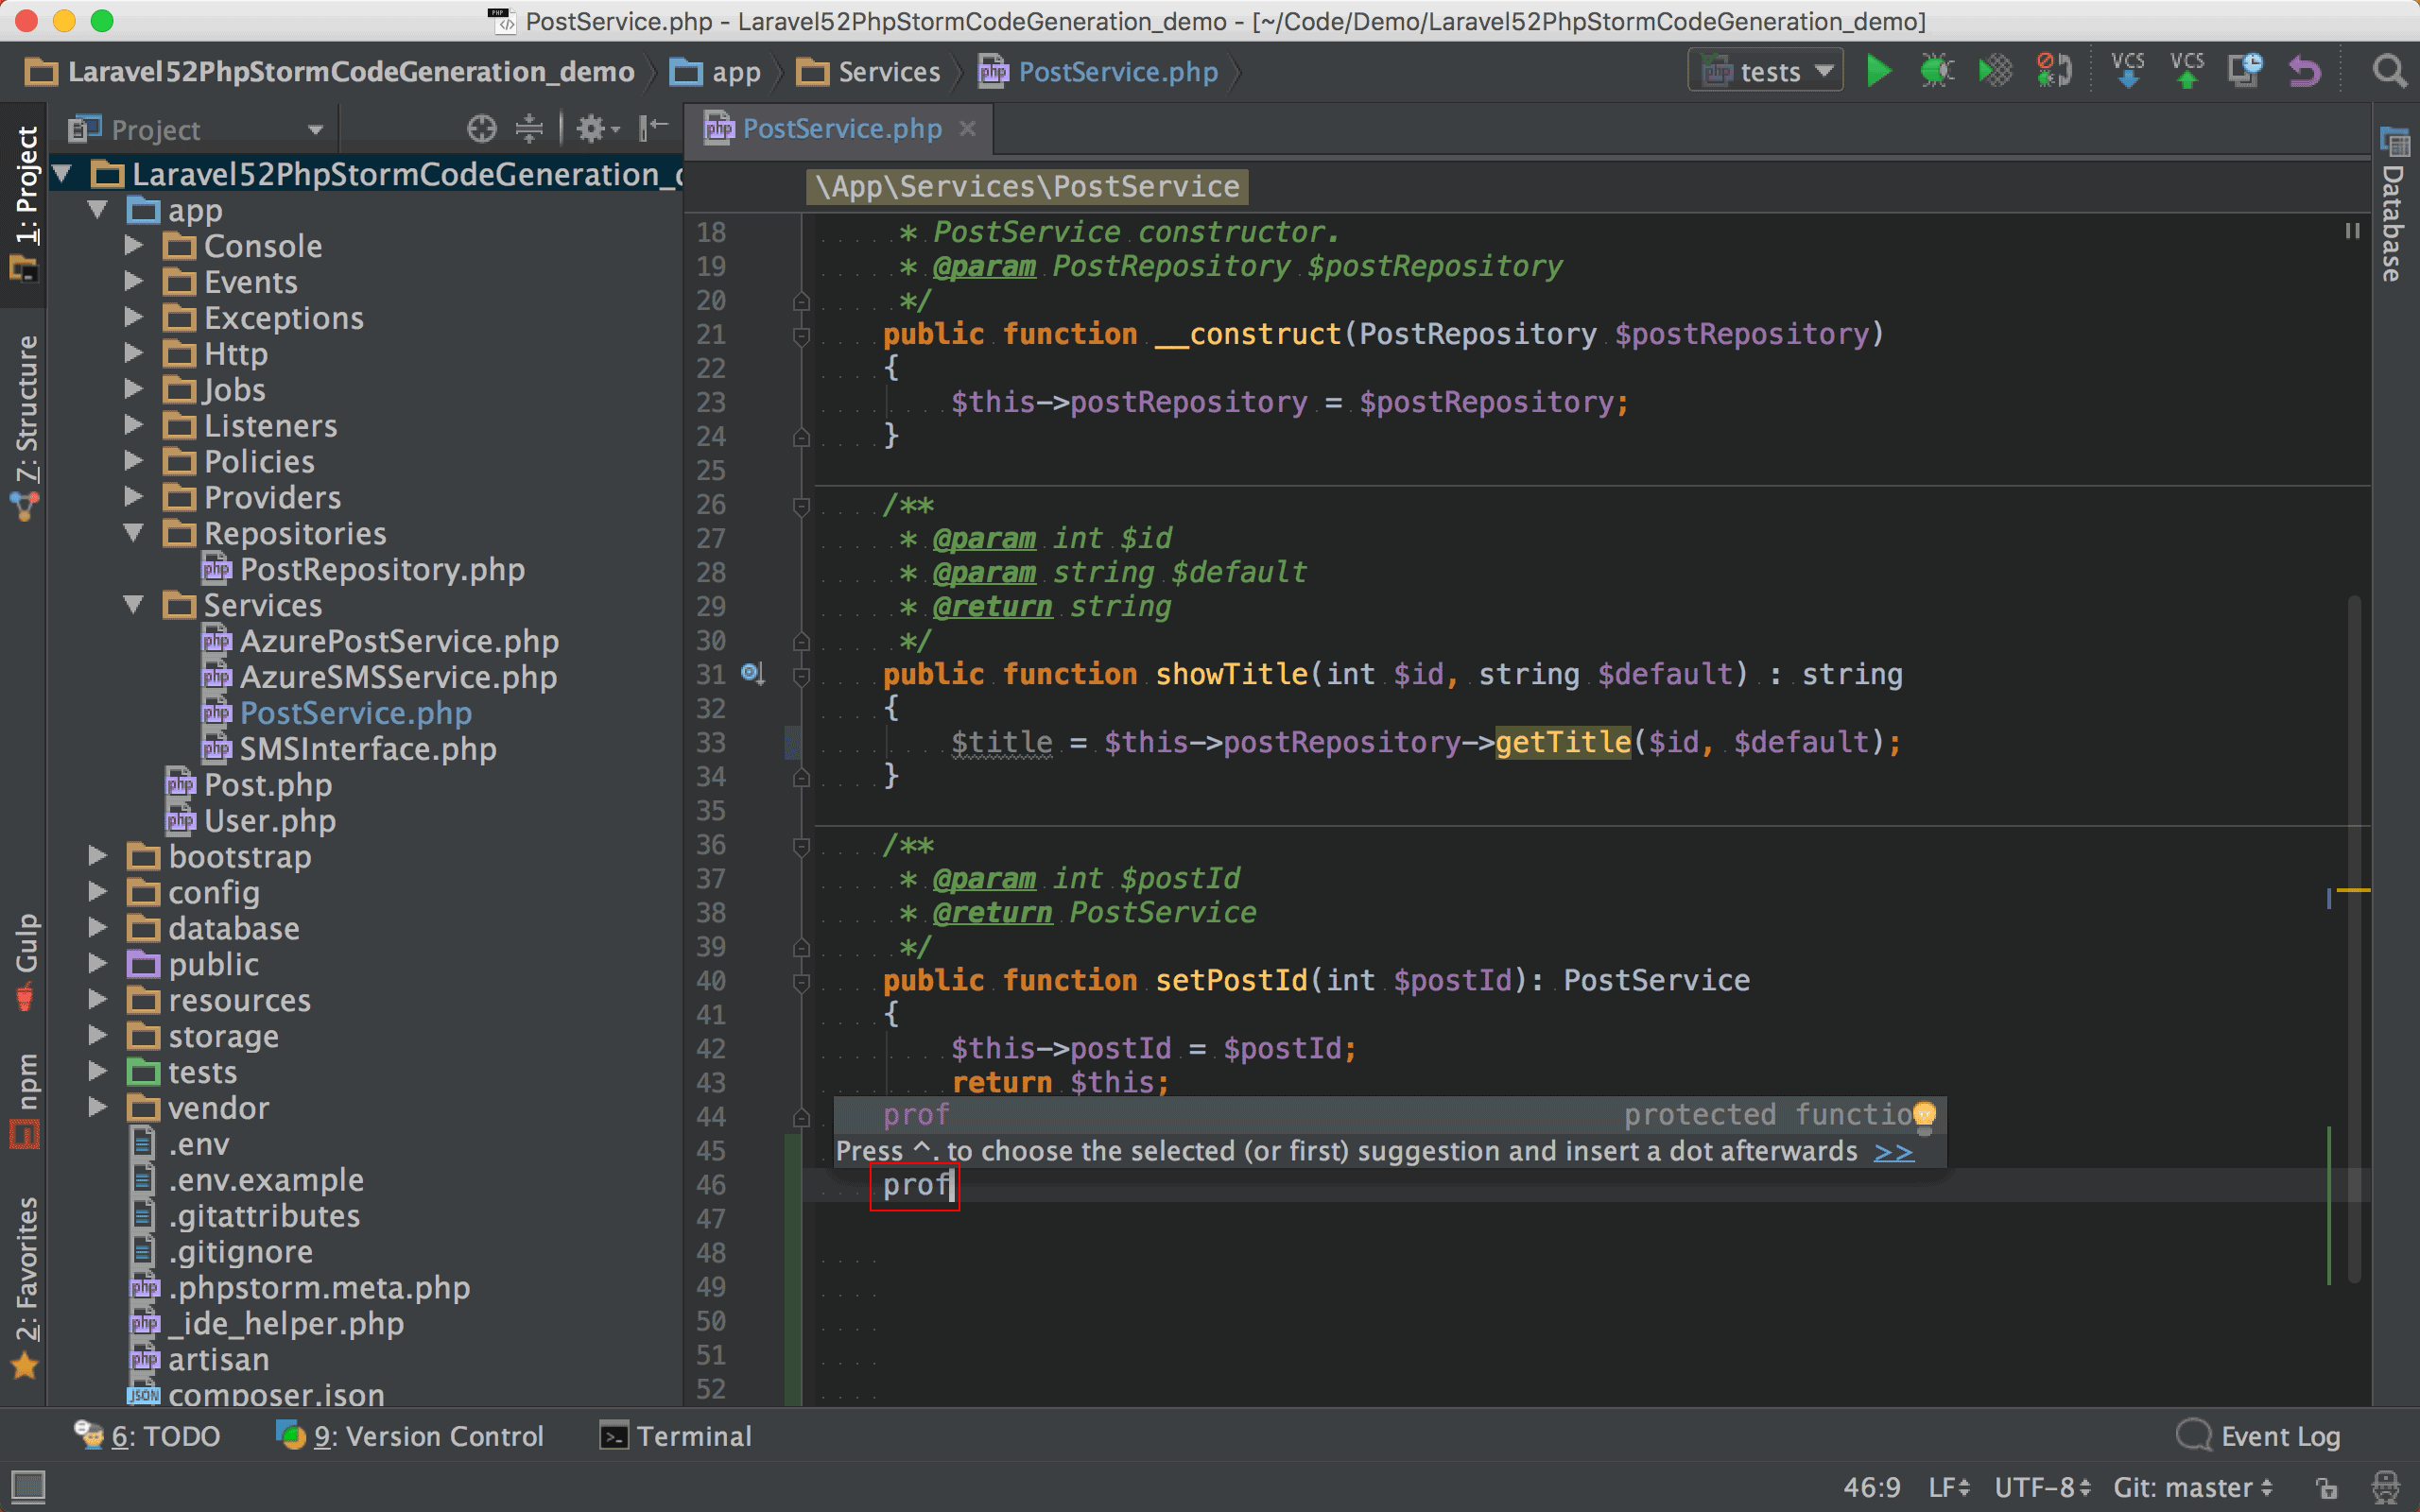 PostService.php - Laravel52PhpStormCodeGeneration_demo - [~/Code/Demo/Laravel52PhpStormCodeGeneration_demo]
Laravel52PhpStormCodeGeneration_demo app Services PostService.php tests VCS VCS
1: Project
7: Structure
Gulp
npm
2: Favorites
Project
Laravel52PhpStormCodeGeneration_
app
Console
Events
Exceptions
Http
Jobs
Listeners
Policies
Providers
Repositories
PostRepository.php
Services
AzurePostService.php
AzureSMSService.php
PostService.php
SMSInterface.php
Post.php
User.php
bootstrap
config
database
public
resources
storage
tests
vendor
.env
.env.example
.gitattributes
.gitignore
.phpstorm.meta.php
_ide_helper.php
artisan
composer.json
PostService.php
\App\Services\PostService
18 * PostService constructor.
19 * @param PostRepository $postRepository
20 */
21 public function __construct(PostRepository $postRepository)
22 {
23 $this->postRepository = $postRepository;
24 }
25
26 /**
27 * @param int $id
28 * @param string $default
29 * @return string
30 */
31 public function showTitle(int $id, string $default) : string
32 {
33 $title = $this->postRepository->getTitle($id, $default);
34 }
35
36 /**
37 * @param int $postId
38 * @return PostService
39 */
40 public function setPostId(int $postId): PostService
41 {
42 $this->postId = $postId;
43 return $this;
44 prof protected functio
45 Press ^. to choose the selected (or first) suggestion and insert a dot afterwards >>
46 prof
47
48
49
50
51
52
Database
6: TODO 9: Version Control Terminal Event Log
46:9 LF UTF-8 Git: master